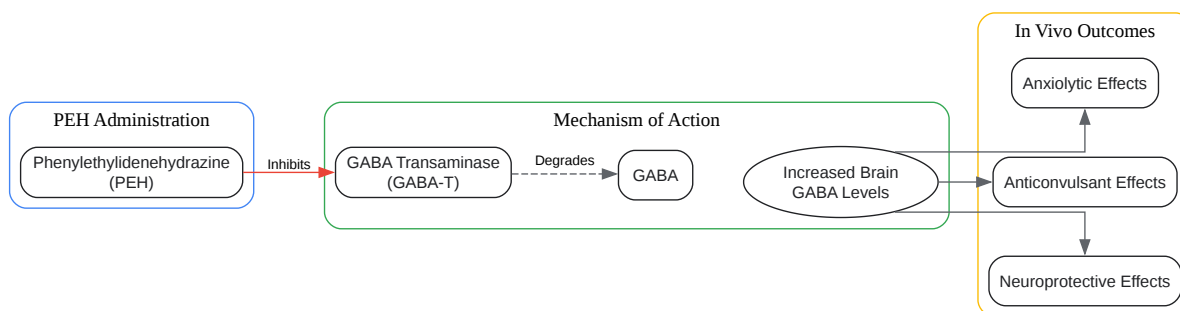 PEH Administration
Phenylethylidenehydrazine
(PEH)
Inhibits
Mechanism of Action
GABA Transaminase
(GABA-T)
Degrades
GABA
Increased Brain
GABA Levels
In Vivo Outcomes
Anxiolytic Effects
Anticonvulsant Effects
Neuroprotective Effects